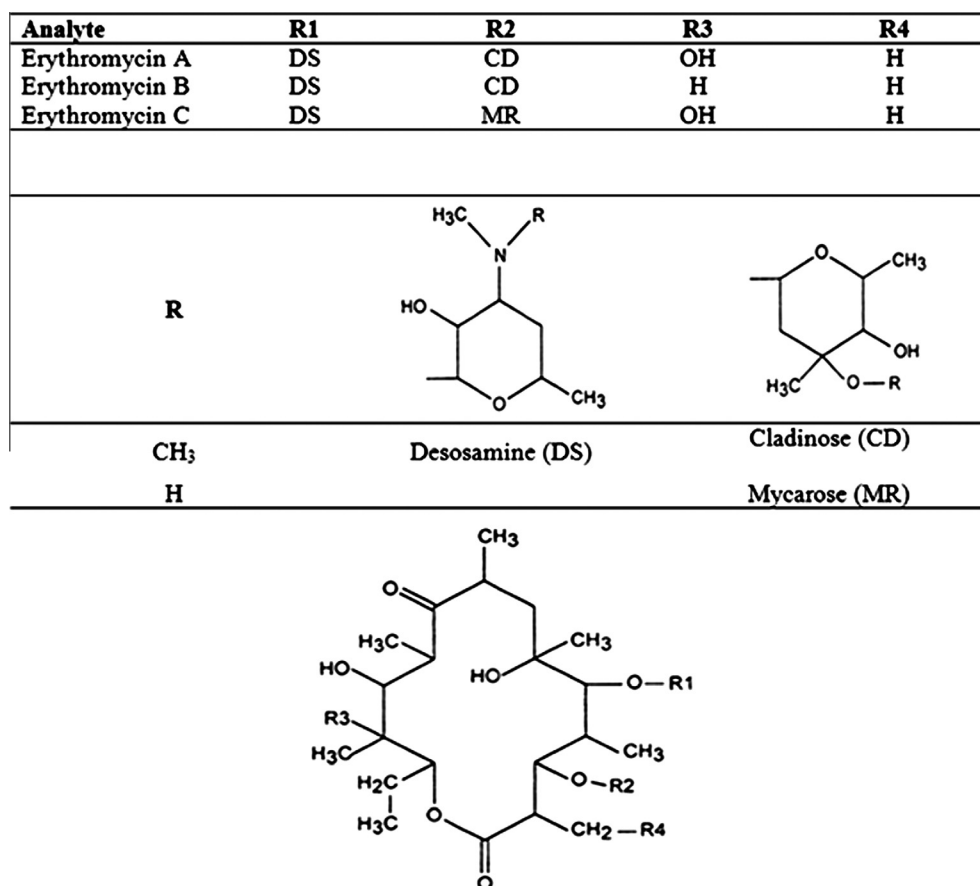 Analyte R1 R2 R3 R4
Erythromycin A DS CD OH H
Erythromycin B DS CD H H
Erythromycin C DS MR OH H
H₃C R
N
HO
O CH₃
R
O CH₃
OH
H₃C O—R
CH₃ Desosamine (DS) Cladinose (CD)
H Mycarose (MR)
CH₃
O
H₃C CH₃
HO HO O—R1
R3
H₃C CH₃
H₂C O—R2
H₃C O CH₂—R4
O